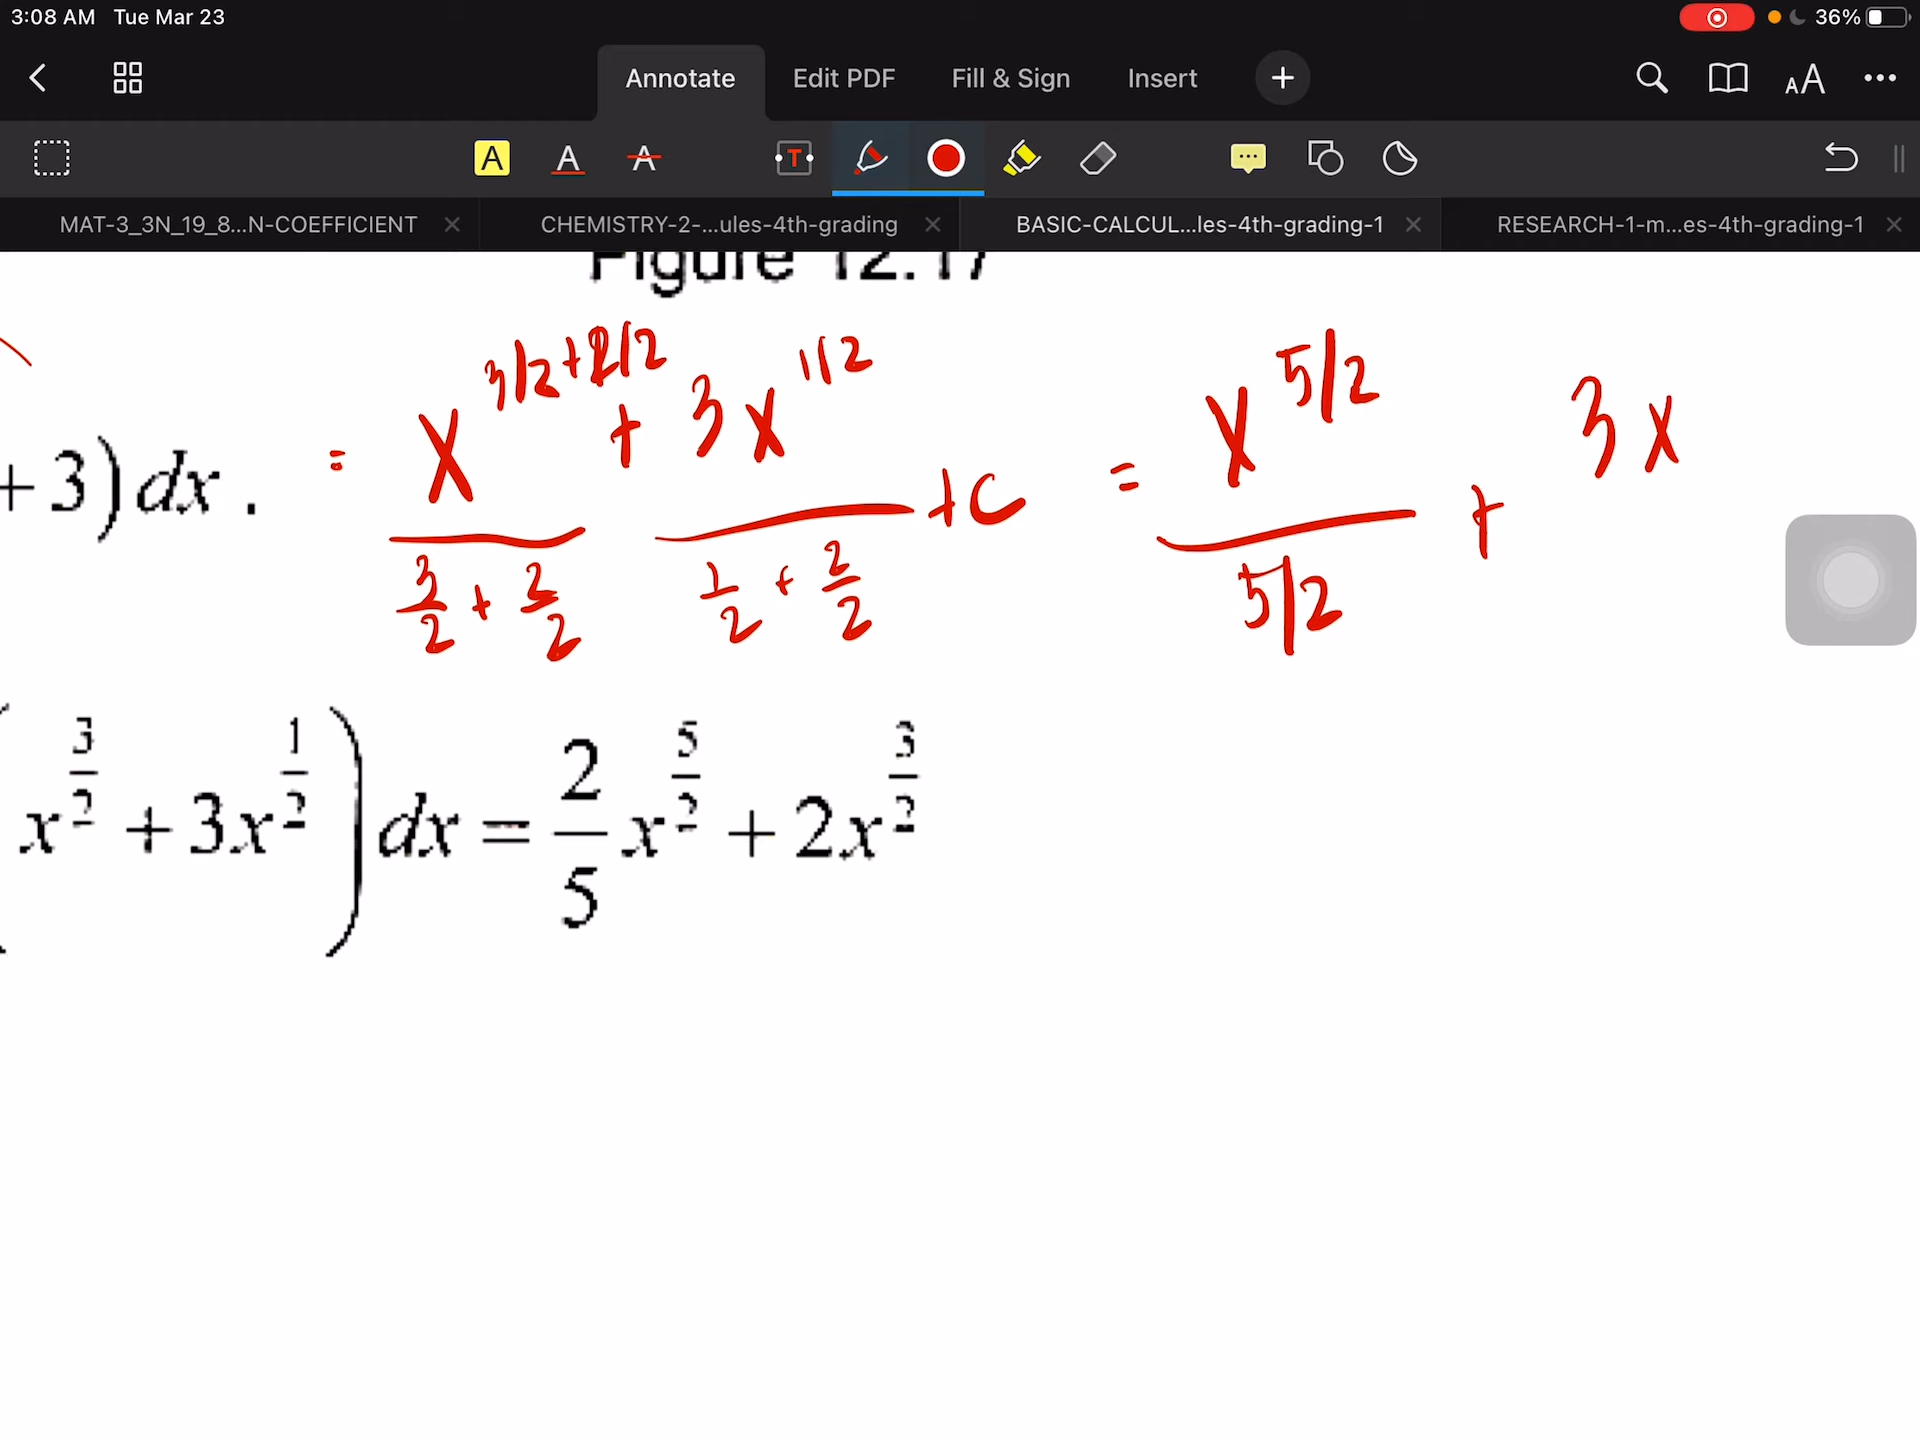 3:08 AM Tue Mar 23 36%
Annotate Edit PDF Fill & Sign Insert
MAT-3_3N_19_8...N-COEFFICIENT CHEMISTRY-2-...ules-4th-grading BASIC-CALCUL...les-4th-grading-1 RESEARCH-1-m...es-4th-grading-1
Figure 12.17
+3)dx. = x^(3/2+2/2) / (3/2 + 2/2) + 3x^(1/2) / (1/2 + 2/2) + C = x^(5/2) / (5/2) + 3x
(x^(3/2) + 3x^(1/2))dx = 2/5 x^(5/2) + 2x^(3/2)